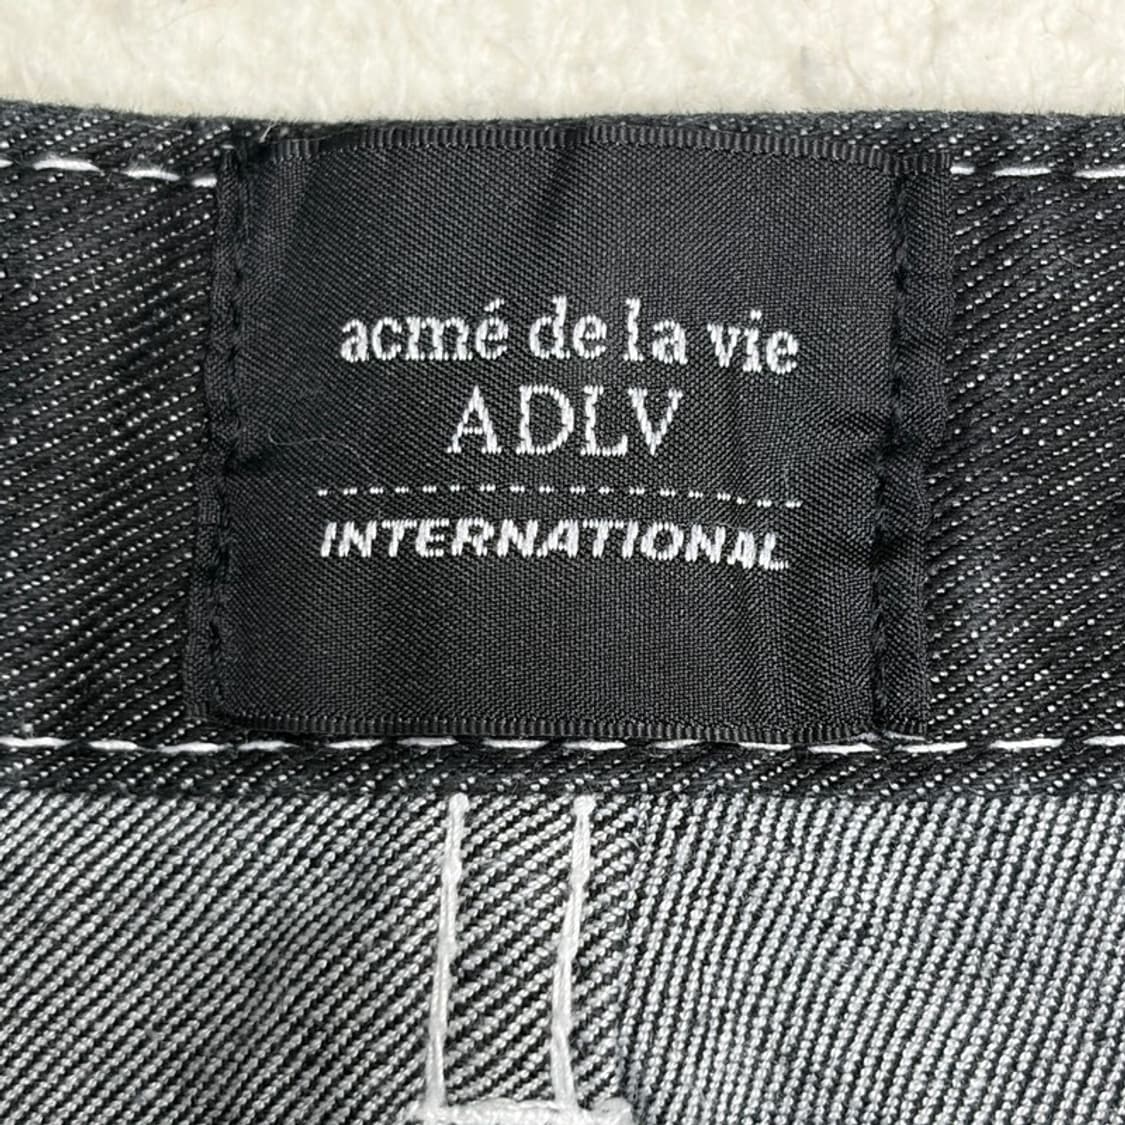 acmé de la vie
ADLV
INTERNATIONAL